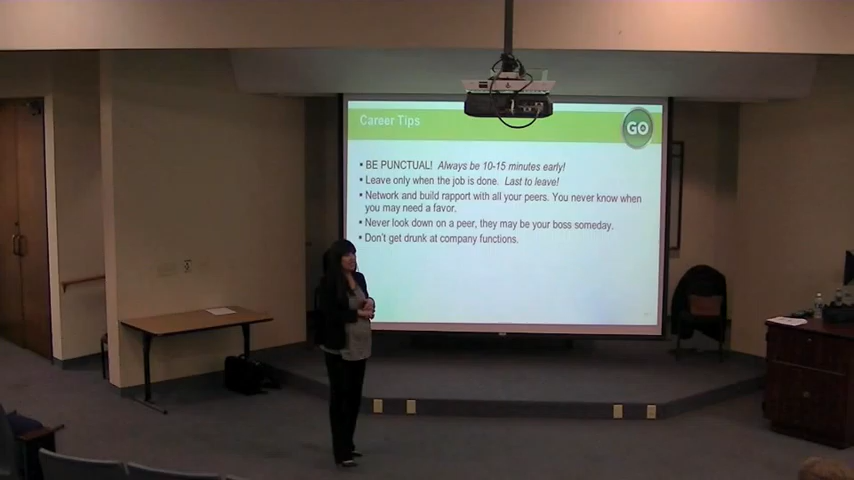 Career Tips
GO
• BE PUNCTUAL! Always be 10-15 minutes early!
• Leave only when the job is done. Last to leave!
• Network and build rapport with all your peers. You never know when
you may need a favor.
• Never look down on a peer, they may be your boss someday.
• Don't get drunk at company functions.